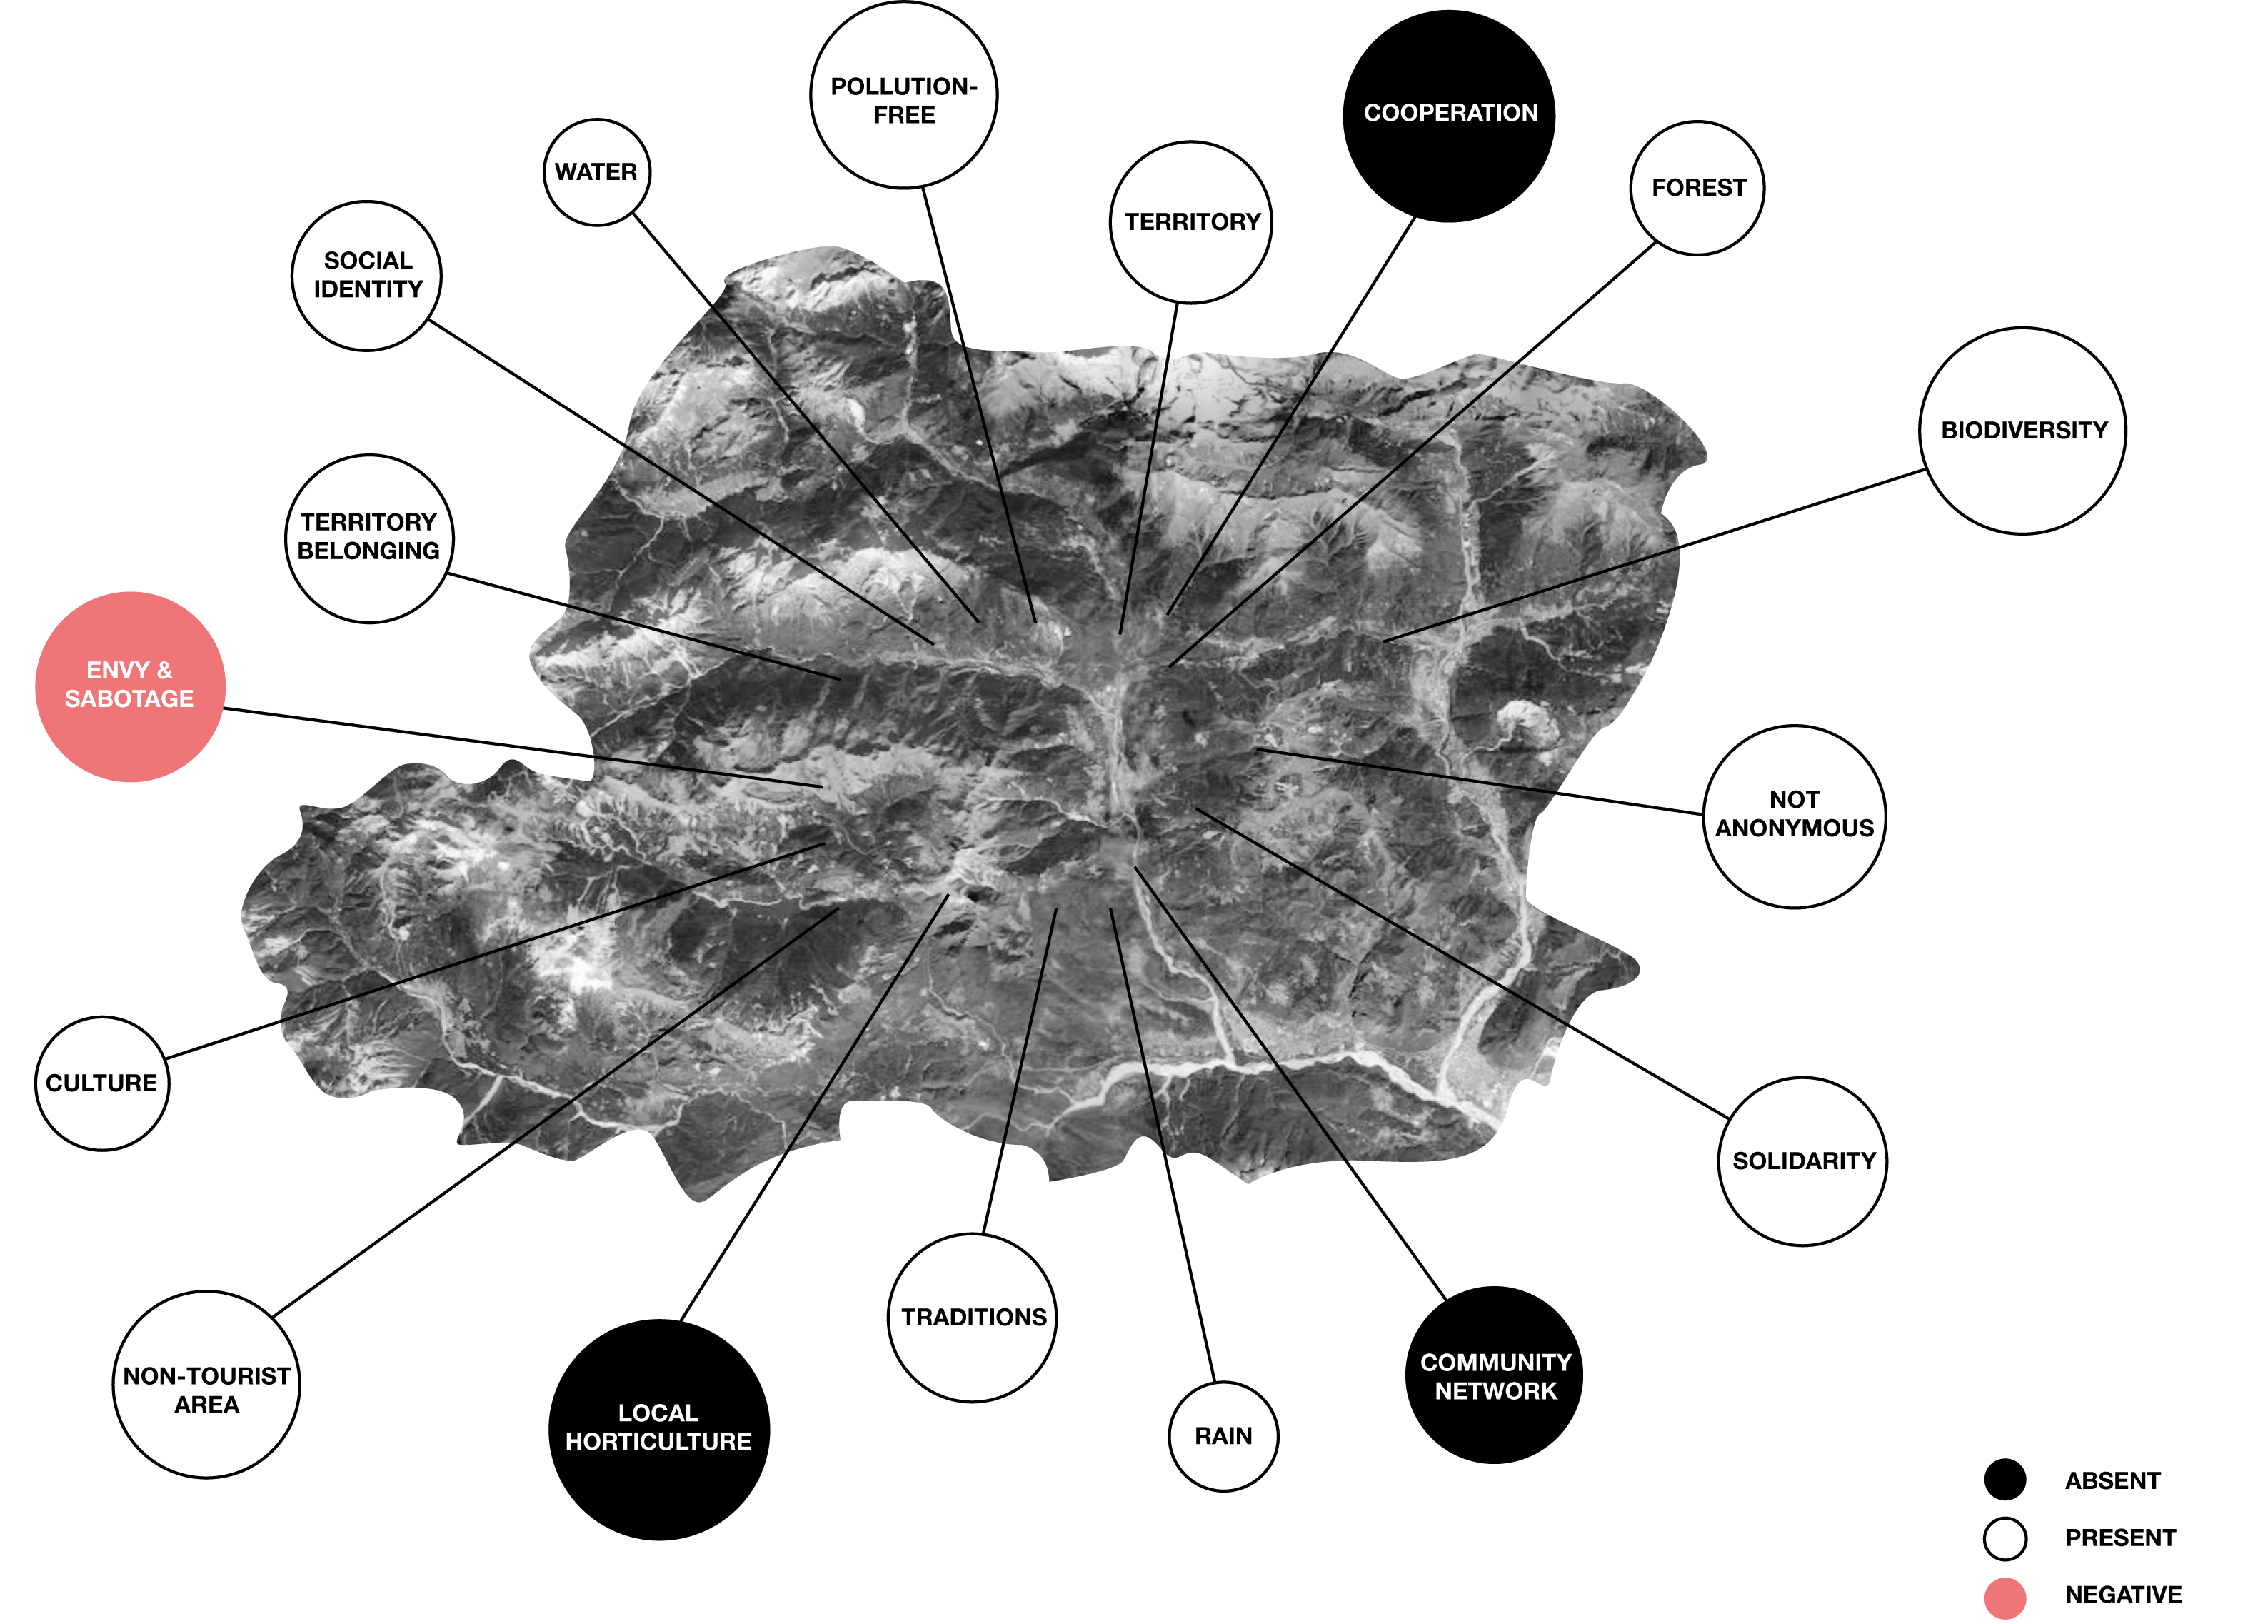 POLLUTION-
FREE
COOPERATION
WATER
TERRITORY
FOREST
SOCIAL
IDENTITY
BIODIVERSITY
TERRITORY
BELONGING
ENVY &
SABOTAGE
NOT
ANONYMOUS
CULTURE
SOLIDARITY
TRADITIONS
NON-TOURIST
AREA
COMMUNITY
NETWORK
LOCAL
HORTICULTURE
RAIN
ABSENT
PRESENT
NEGATIVE